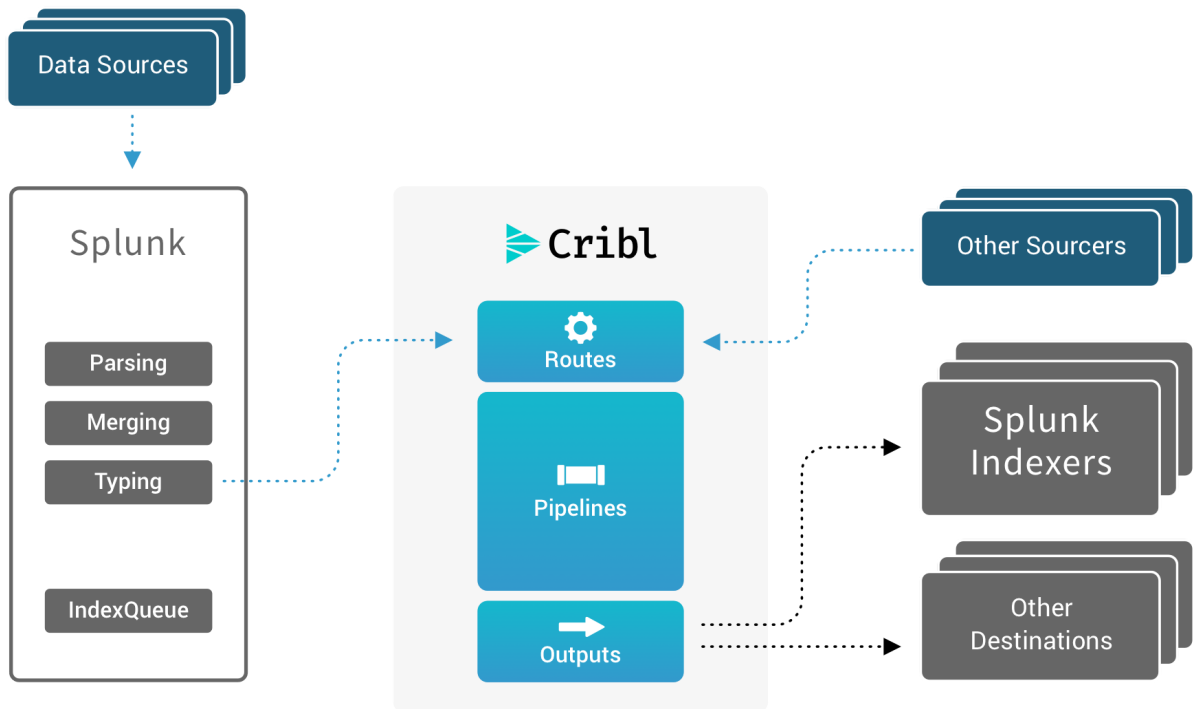 Data Sources
Splunk
Parsing
Merging
Typing
IndexQueue
Cribl
Routes
Pipelines
Outputs
Other Sourcers
Splunk
Indexers
Other
Destinations